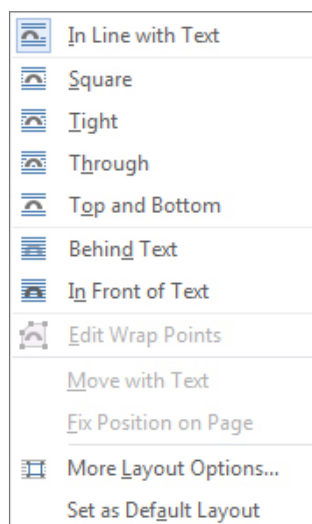 In Line with Text
Square
Tight
Through
Top and Bottom
Behind Text
In Front of Text
Edit Wrap Points
Move with Text
Fix Position on Page
More Layout Options...
Set as Default Layout